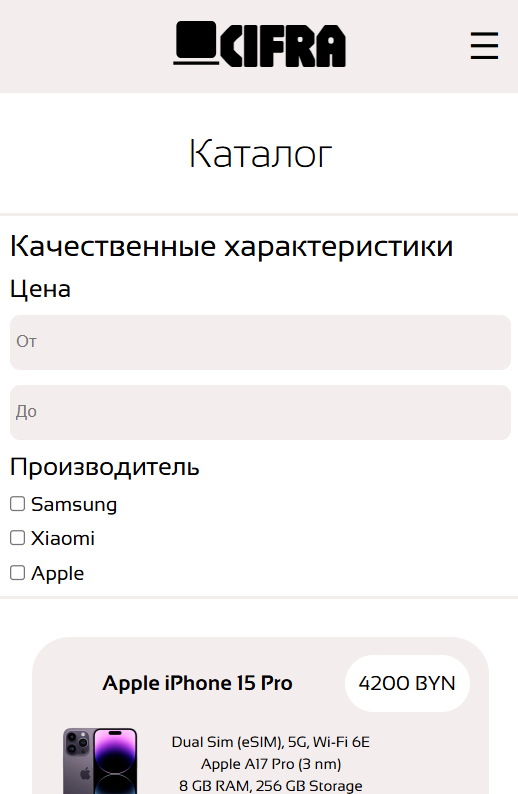 CIFRA
Каталог
Качественные характеристики
Цена
От
До
Производитель
Samsung
Xiaomi
Apple
Apple iPhone 15 Pro
4200 BYN
Dual Sim (eSIM), 5G, Wi-Fi 6E
Apple A17 Pro (3 nm)
8 GB RAM, 256 GB Storage